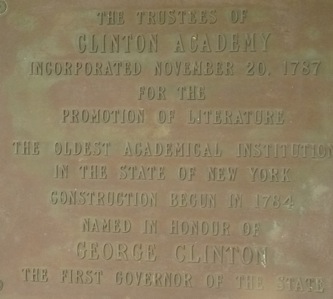 THE TRUSTEES OF
CLINTON ACADEMY
INCORPORATED NOVEMBER 20, 1787
FOR THE
PROMOTION OF LITERATURE
THE OLDEST ACADEMICAL INSTITUTION
IN THE STATE OF NEW YORK
CONSTRUCTION BEGUN IN 1784
NAMED IN HONOUR OF
GEORGE CLINTON
THE FIRST GOVERNOR OF THE STATE